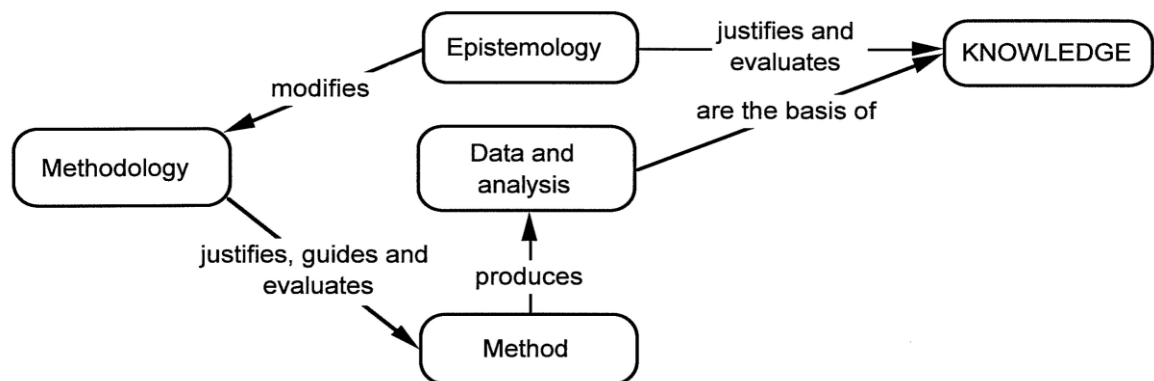 Epistemology
justifies and
evaluates
KNOWLEDGE
modifies
are the basis of
Methodology
Data and
analysis
justifies, guides and
evaluates
produces
Method